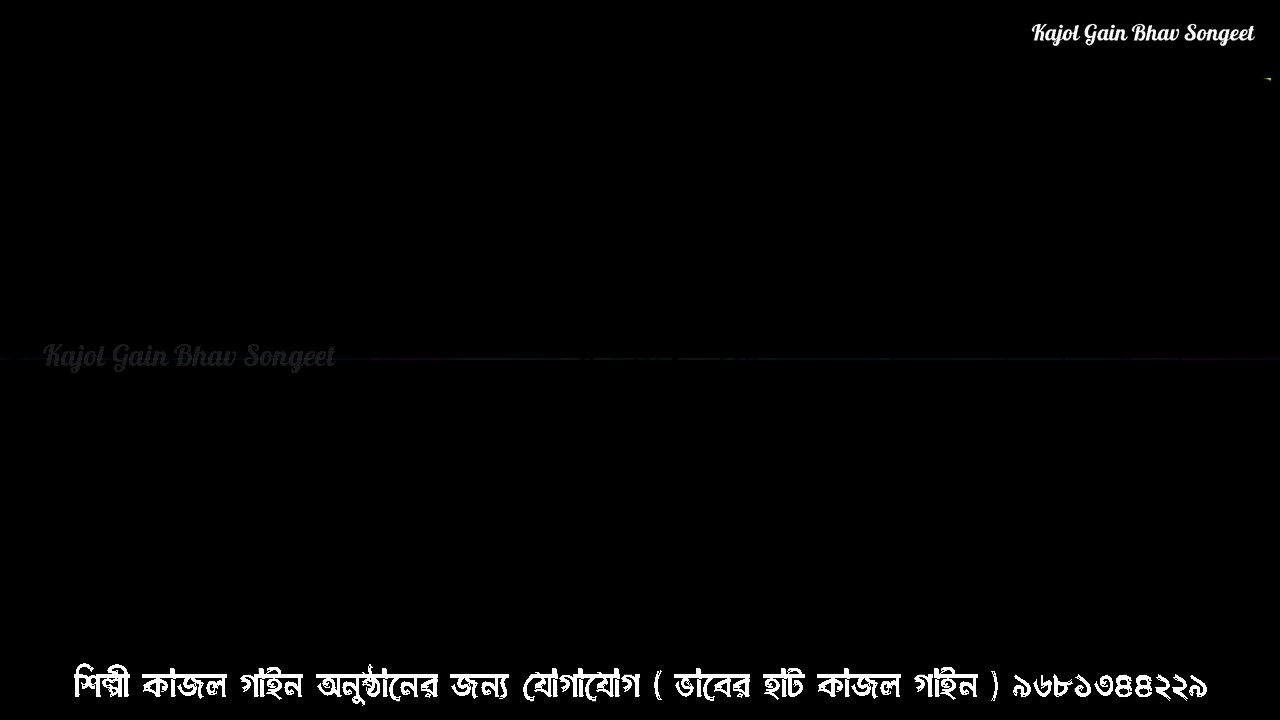 Kajol Gain Bhav Songeet
Kajol Gain Bhav Songeet
শিল্পী কাজল গাইন অনুষ্ঠানের জন্য যোগাযোগ ( ভাবের হাট কাজল গাইন ) ৯৬৮১৩৪৪২২৯